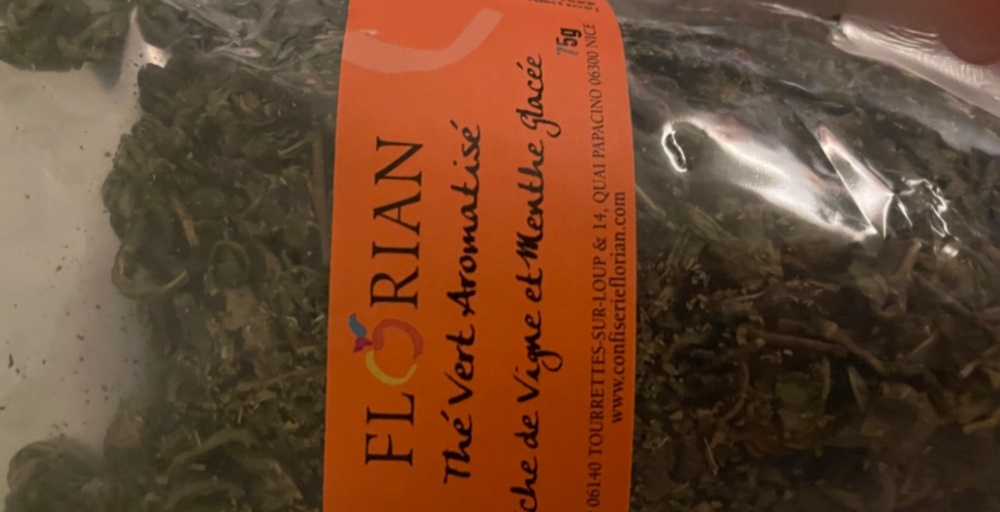 FLORIAN
Thé Vert Aromatisé
che de Vigne et Menthe glacée
75g
06140 TOURRETTES-SUR-LOUP & 14, QUAI PAPACINO 06300 NICE
www.confiserieflorian.com